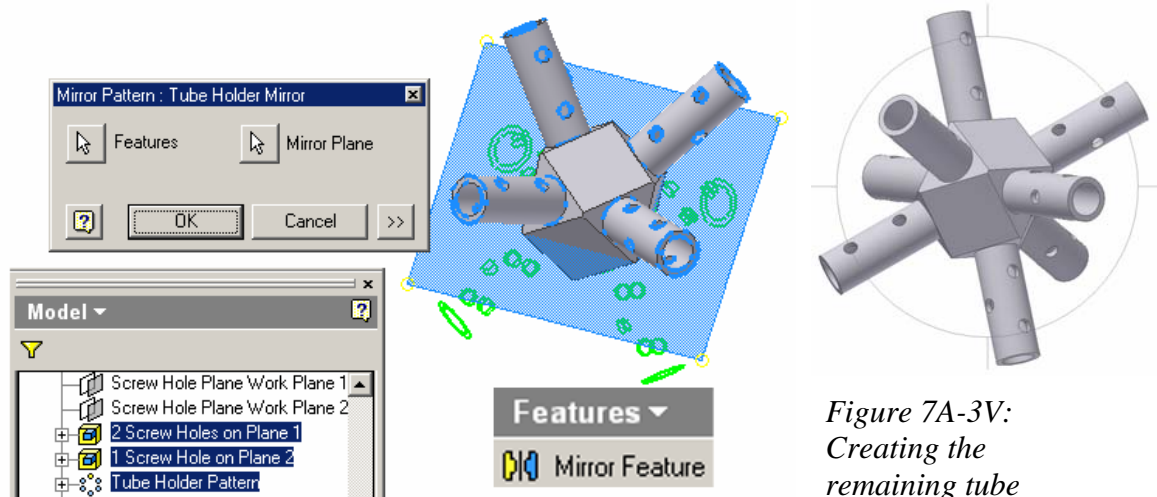 Mirror Pattern : Tube Holder Mirror
Features
Mirror Plane
OK
Cancel
>>
Model
Screw Hole Plane Work Plane 1
Screw Hole Plane Work Plane 2
2 Screw Holes on Plane 1
1 Screw Hole on Plane 2
Tube Holder Pattern
Features
Mirror Feature
Figure 7A-3V:
Creating the
remaining tube